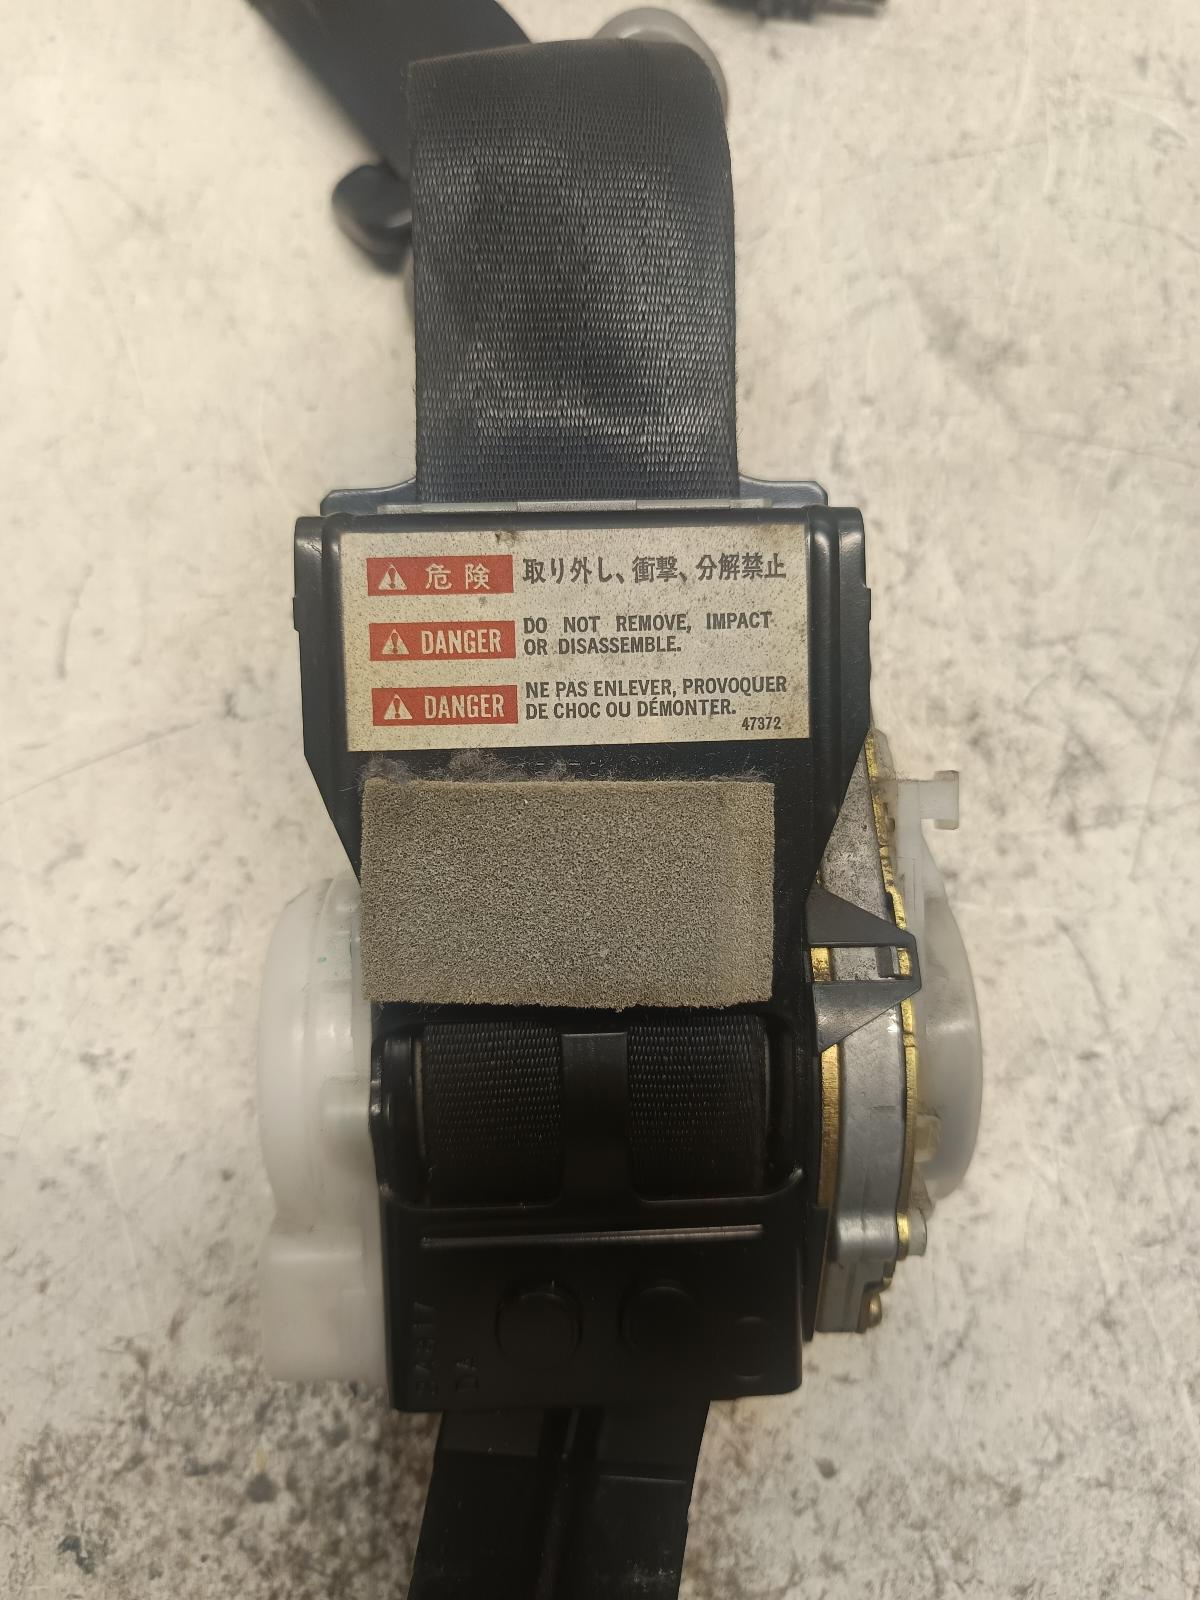 危険 取り外し、衝撃、分解禁止
DANGER DO NOT REMOVE, IMPACT
OR DISASSEMBLE.
DANGER NE PAS ENLEVER, PROVOQUER
DE CHOC OU DÉMONTER.
47372
DA